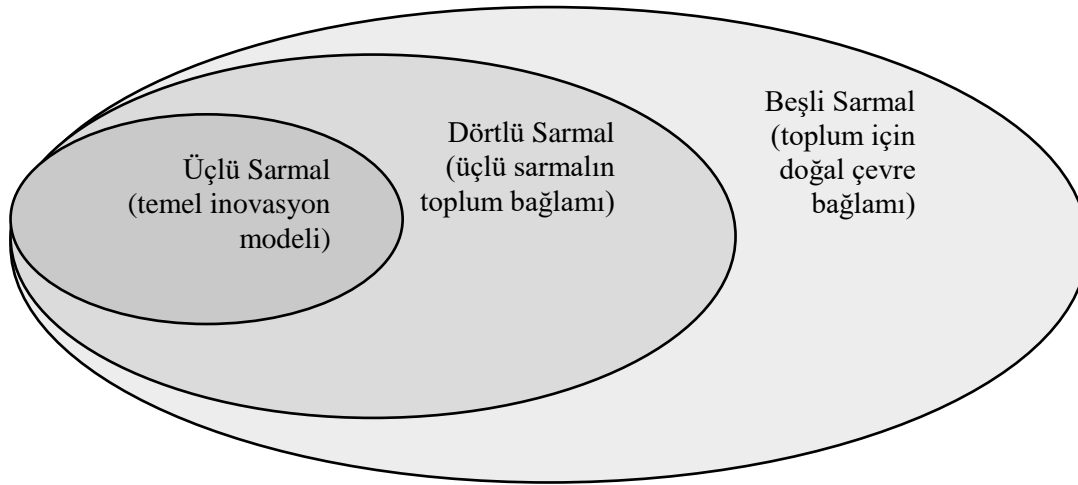 Üçlü Sarmal
(temel inovasyon
modeli)
Dörtlü Sarmal
(üçlü sarmalın
toplum bağlamı)
Beşli Sarmal
(toplum için
doğal çevre
bağlamı)